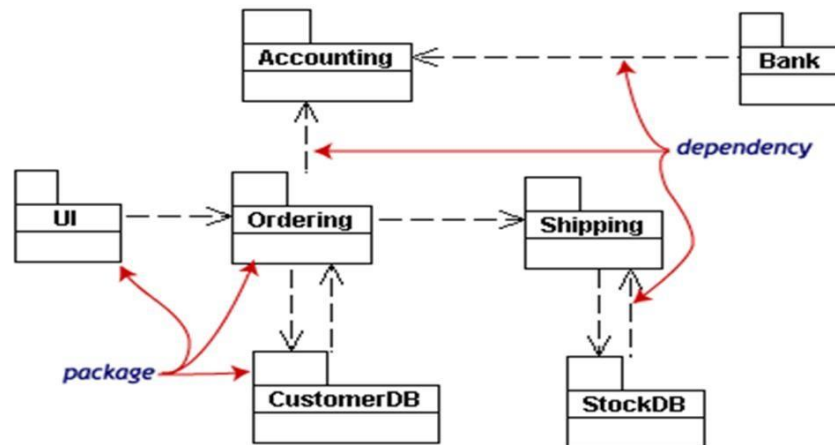 Accounting
Bank
dependency
UI
Ordering
Shipping
package
CustomerDB
StockDB